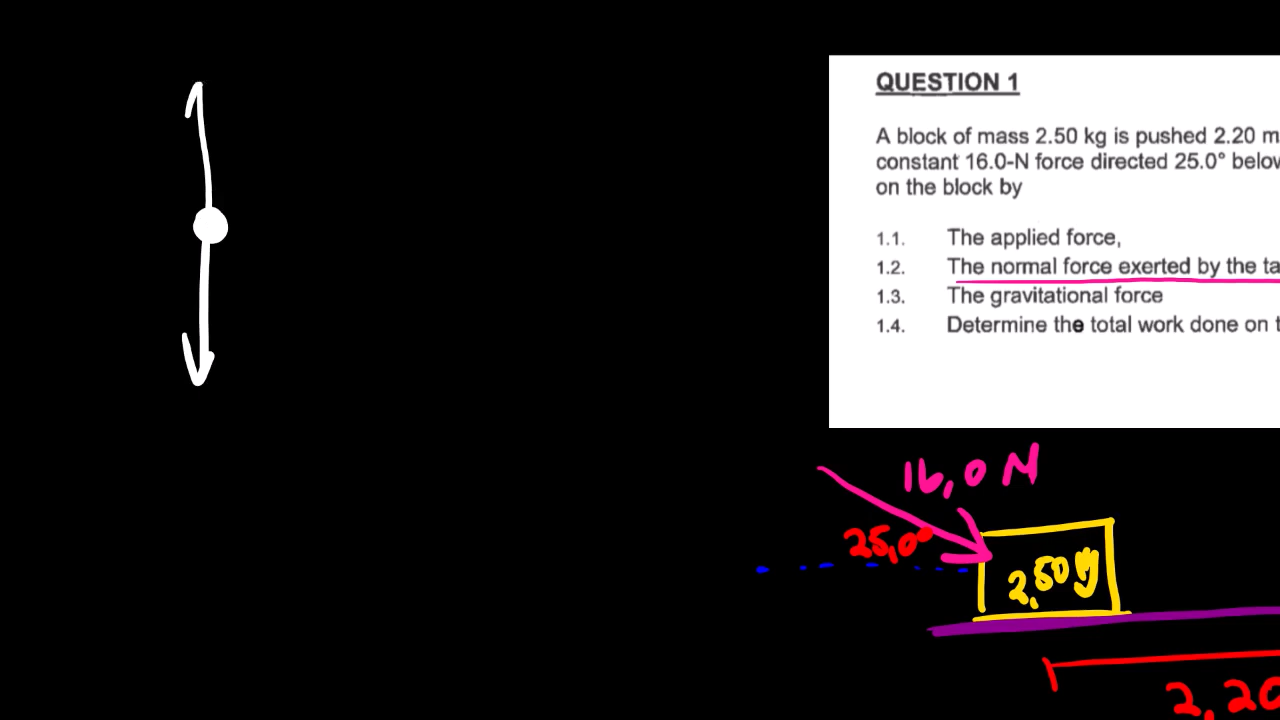 QUESTION 1
A block of mass 2.50 kg is pushed 2.20 m
constant 16.0-N force directed 25.0° below
on the block by
1.1. The applied force,
1.2. The normal force exerted by the ta
1.3. The gravitational force
1.4. Determine the total work done on t
16,0 N
25,0°
2,50
2,20